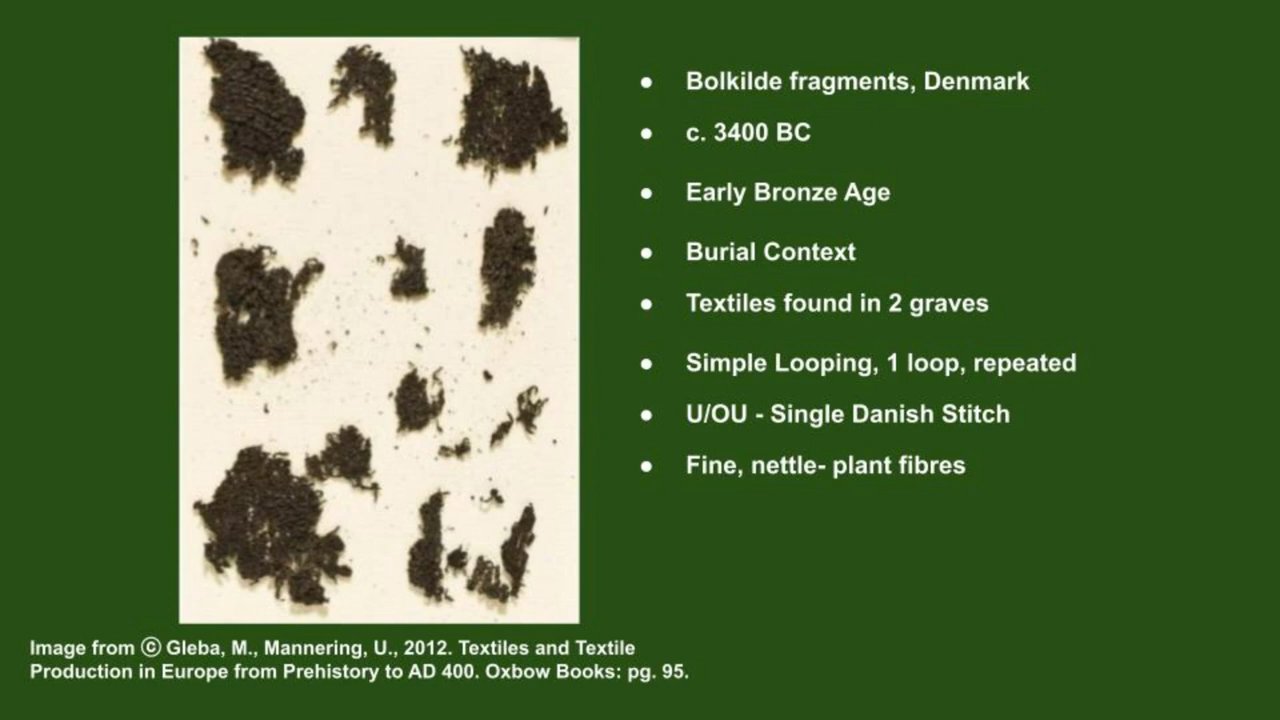 ● Bolkilde fragments, Denmark
● c. 3400 BC
● Early Bronze Age
● Burial Context
● Textiles found in 2 graves
● Simple Looping, 1 loop, repeated
● U/OU - Single Danish Stitch
● Fine, nettle- plant fibres
Image from ⓒ Gleba, M., Mannering, U., 2012. Textiles and Textile
Production in Europe from Prehistory to AD 400. Oxbow Books: pg. 95.